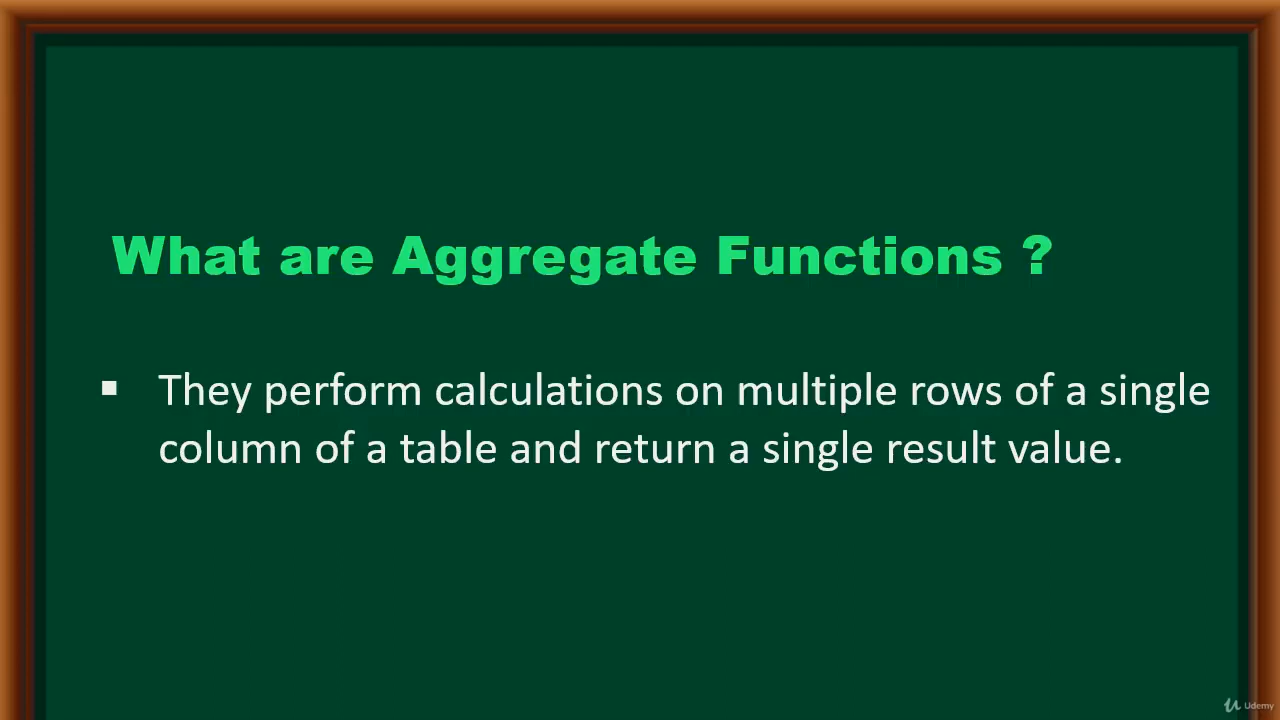 What are Aggregate Functions ?
▪ They perform calculations on multiple rows of a single
column of a table and return a single result value.
Udemy